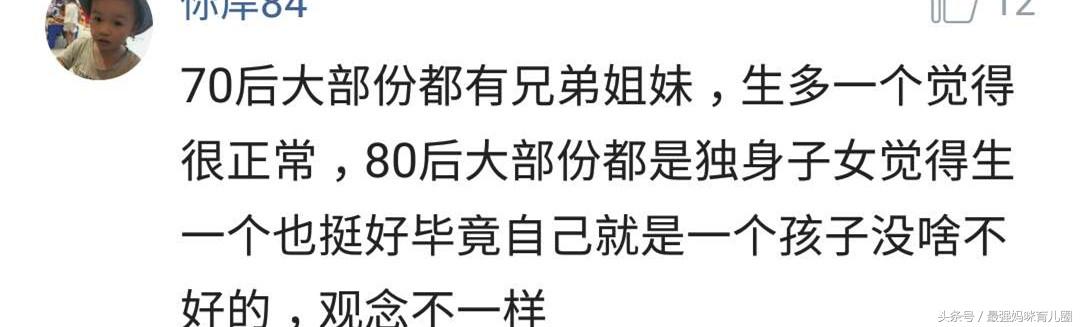 你岸84
12
70后大部份都有兄弟姐妹，生多一个觉得
很正常，80后大部份都是独身子女觉得生
一个也挺好毕竟自己就是一个孩子没啥不
好的，观念不一样
头条号 / 最强妈咪育儿圈